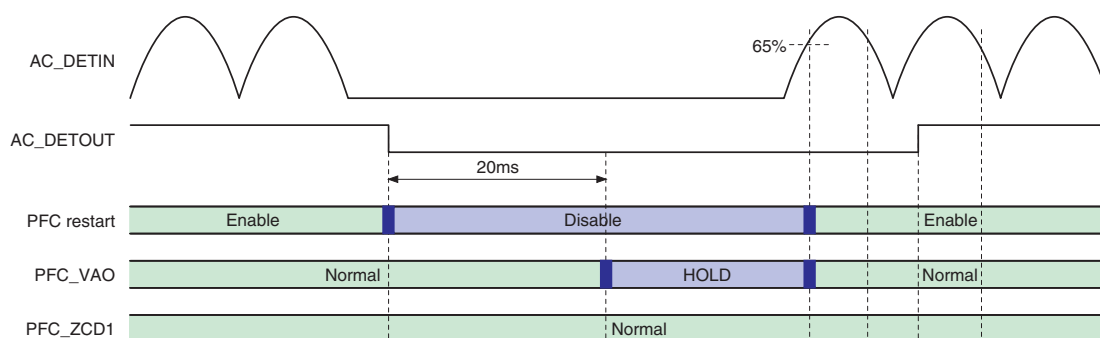 AC_DETIN
65%
AC_DETOUT
20ms
PFC restart Enable Disable Enable
PFC_VAO Normal HOLD Normal
PFC_ZCD1 Normal